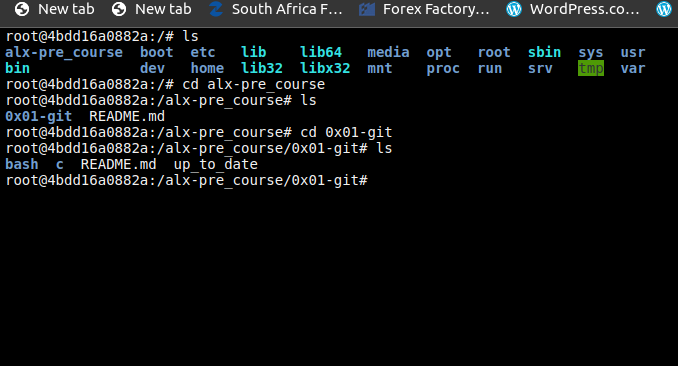 New tab New tab South Africa F... Forex Factory... WordPress.co...
root@4bdd16a0882a:/# ls
alx-pre_course boot etc lib lib64 media opt root sbin sys usr
bin dev home lib32 libx32 mnt proc run srv tmp var
root@4bdd16a0882a:/# cd alx-pre_course
root@4bdd16a0882a:/alx-pre_course# ls
0x01-git README.md
root@4bdd16a0882a:/alx-pre_course# cd 0x01-git
root@4bdd16a0882a:/alx-pre_course/0x01-git# ls
bash c README.md up_to_date
root@4bdd16a0882a:/alx-pre_course/0x01-git#